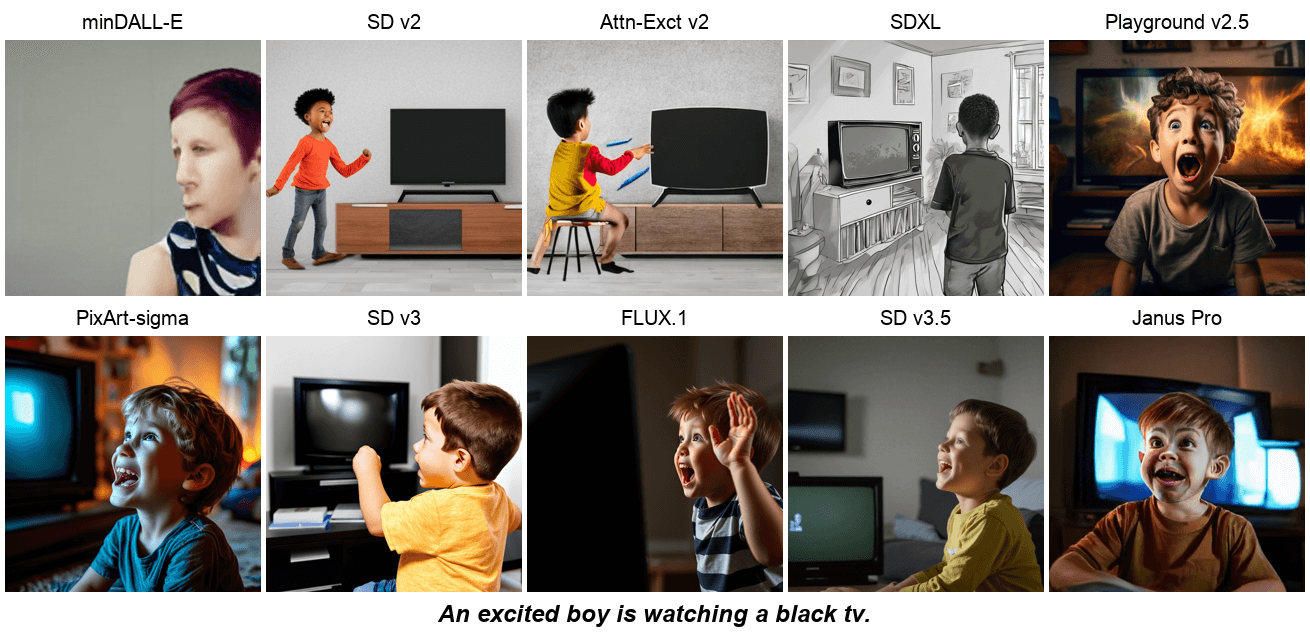 minDALL-E
SD v2
Attn-Exct v2
SDXL
Playground v2.5
PixArt-sigma
SD v3
FLUX.1
SD v3.5
Janus Pro
An excited boy is watching a black tv.